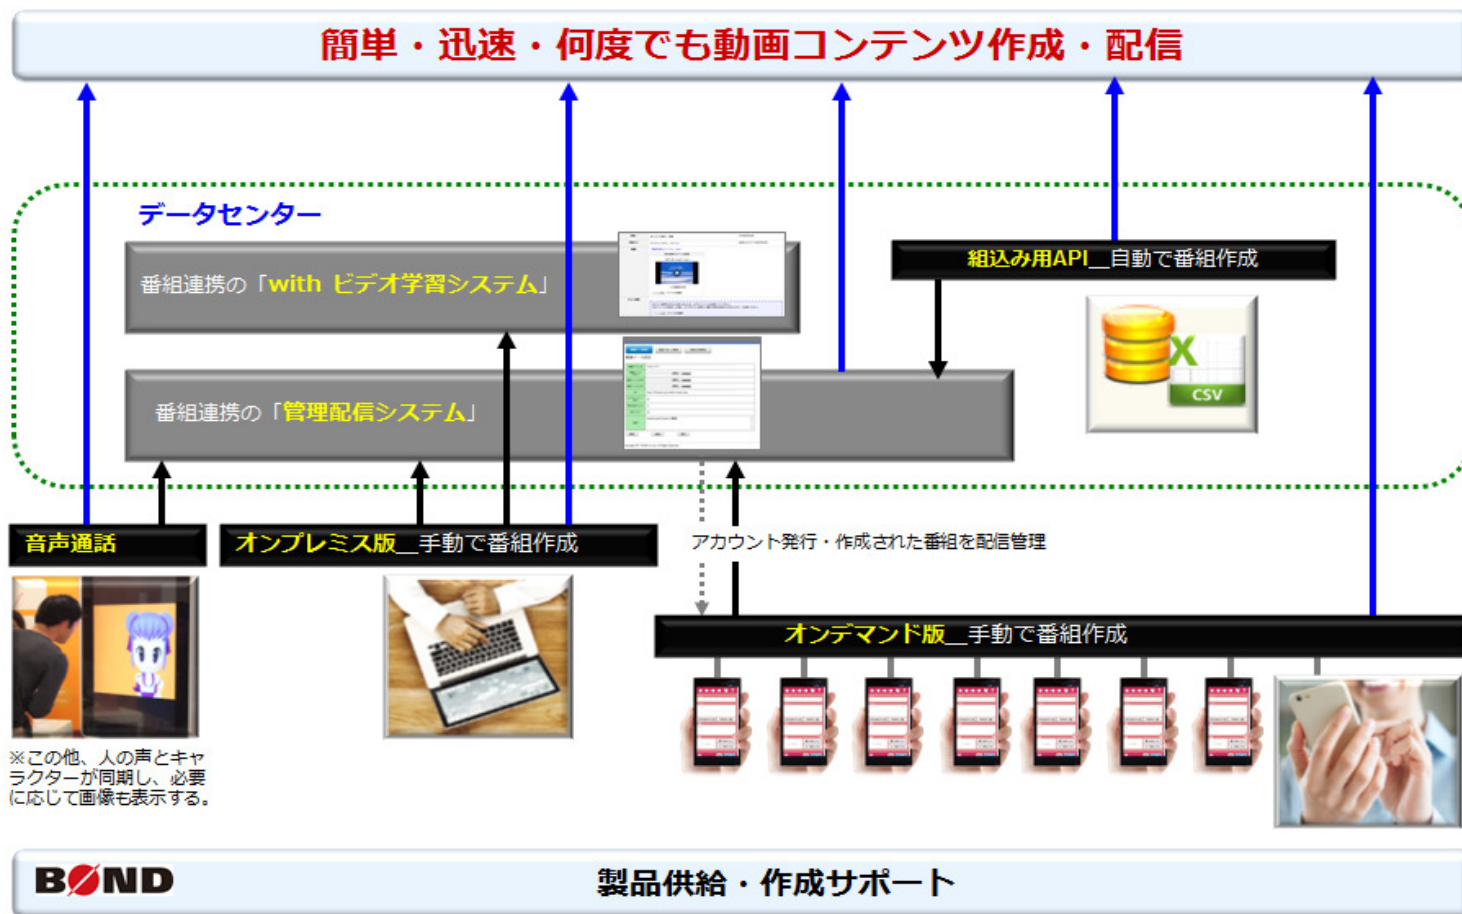 簡単・迅速・何度でも動画コンテンツ作成・配信
データセンター
番組連携の「with ビデオ学習システム」
組込み用API__自動で番組作成
番組連携の「管理配信システム」
X
CSV
音声通話
オンプレミス版__手動で番組作成
アカウント発行・作成された番組を配信管理
オンデマンド版__手動で番組作成
※この他、人の声とキャ
ラクターが同期し、必要
に応じて画像も表示する。
BOND
製品供給・作成サポート